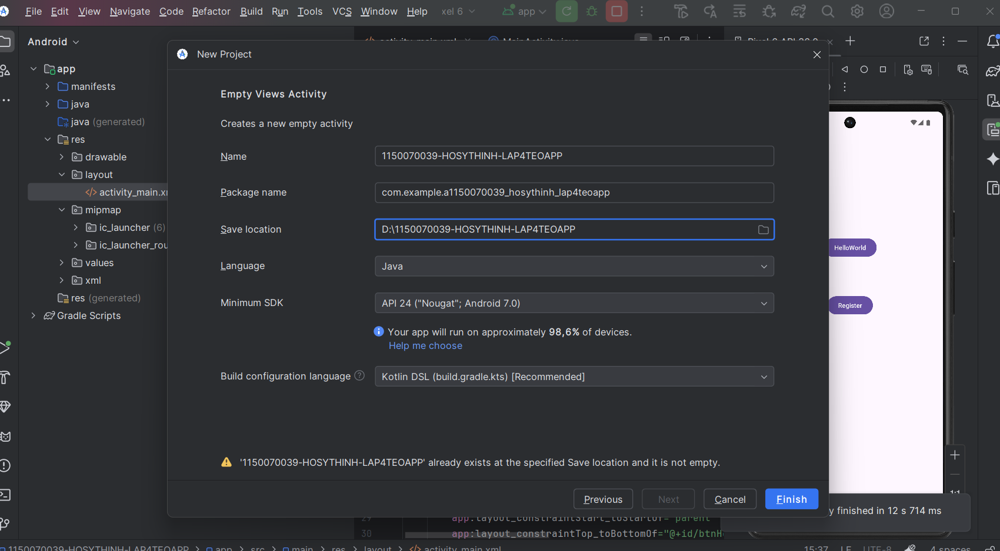 File Edit View Navigate Code Refactor Build Run Tools VCS Window Help xel 6 app
Android
app
manifests
java
java (generated)
res
drawable
layout
activity_main.x
mipmap
ic_launcher (6)
ic_launcher_rou
values
xml
res (generated)
Gradle Scripts
New Project
Empty Views Activity
Creates a new empty activity
Name
1150070039-HOSYTHINH-LAP4TEOAPP
Package name
com.example.a1150070039_hosythinh_lap4teoapp
Save location
D:\1150070039-HOSYTHINH-LAP4TEOAPP
Language
Java
Minimum SDK
API 24 ("Nougat"; Android 7.0)
Your app will run on approximately 98,6% of devices.
Help me choose
Build configuration language
Kotlin DSL (build.gradle.kts) [Recommended]
'1150070039-HOSYTHINH-LAP4TEOAPP' already exists at the specified Save location and it is not empty.
Previous
Next
Cancel
Finish
HelloWorld
Register
y finished in 12 s 714 ms
29 app:layout_constraintStart_toStartOf="parent"
30 app:layout_constraintTop_toBottomOf="@+id/btnH
1150070039-HOSYTHINH-LAP4TEOAPP > app > src > main > res > layout > activity_main.xml
15:37 LF UTF-8 4 spaces